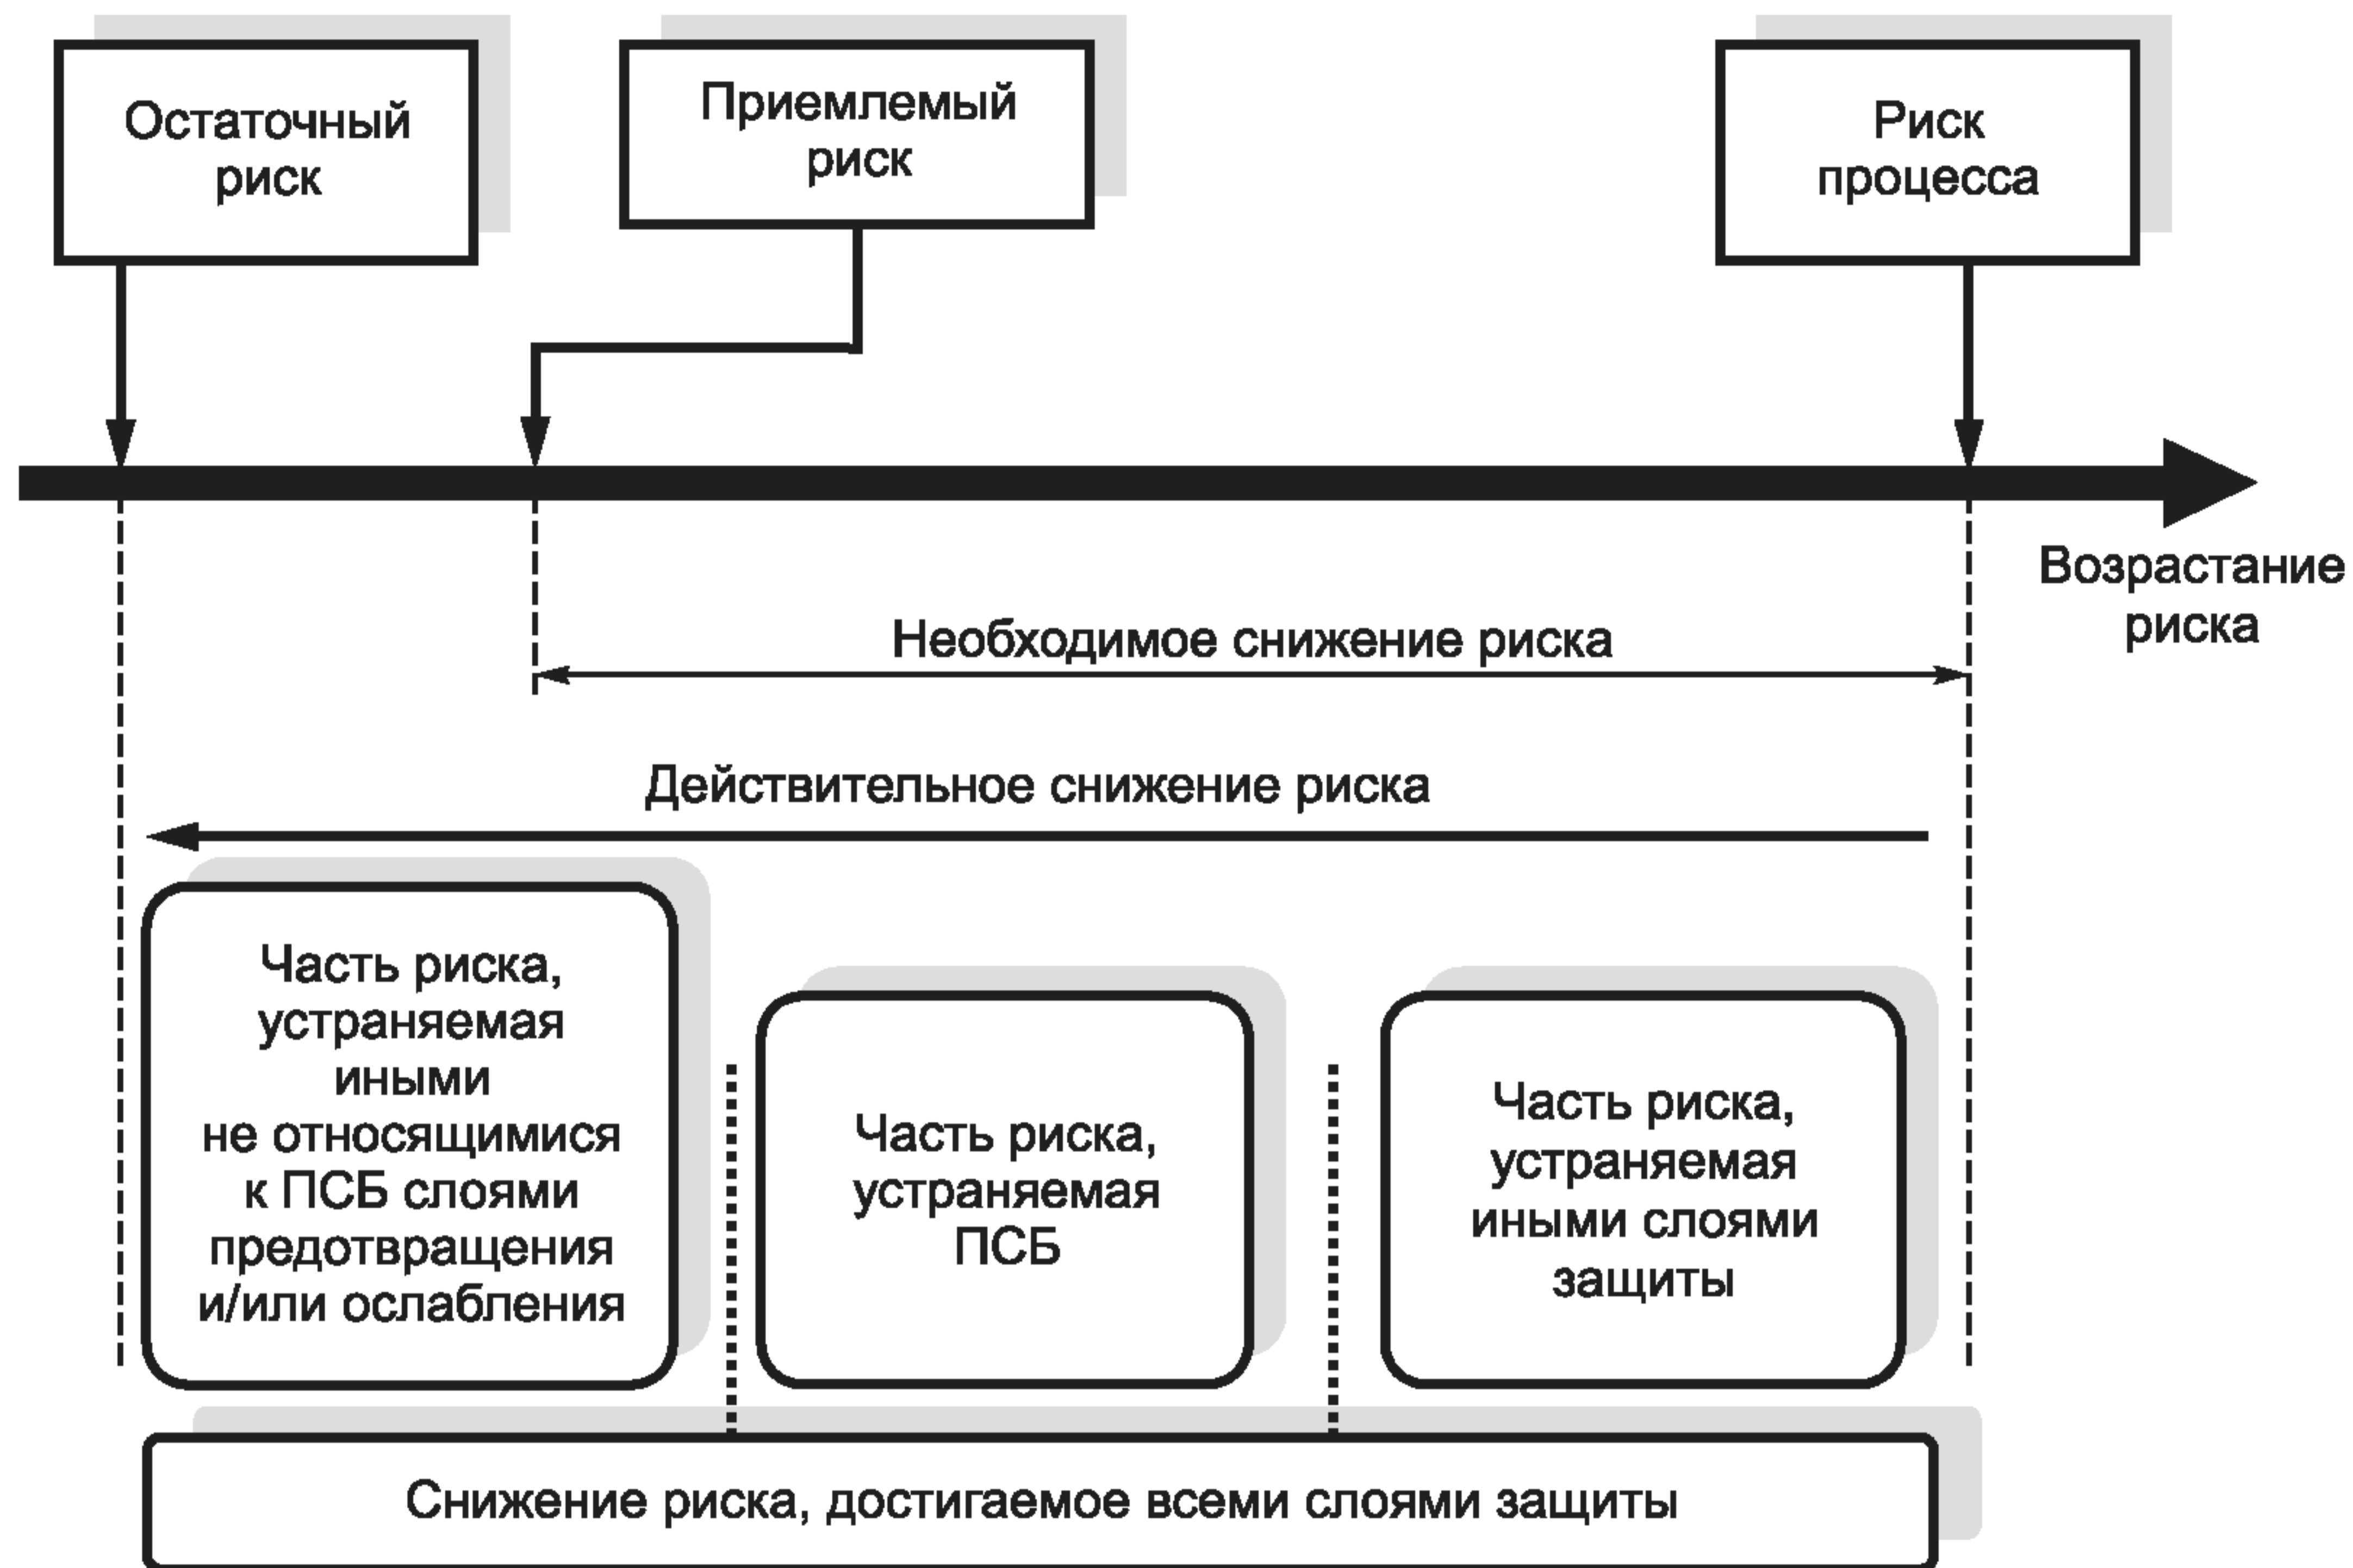 Остаточный
риск
Приемлемый
риск
Риск
процесса
Возрастание
риска
Необходимое снижение риска
Действительное снижение риска
Часть риска,
устраняемая
иными
не относящимися
к ПСБ слоями
предотвращения
и/или ослабления
Часть риска,
устраняемая
ПСБ
Часть риска,
устраняемая
иными слоями
защиты
Снижение риска, достигаемое всеми слоями защиты